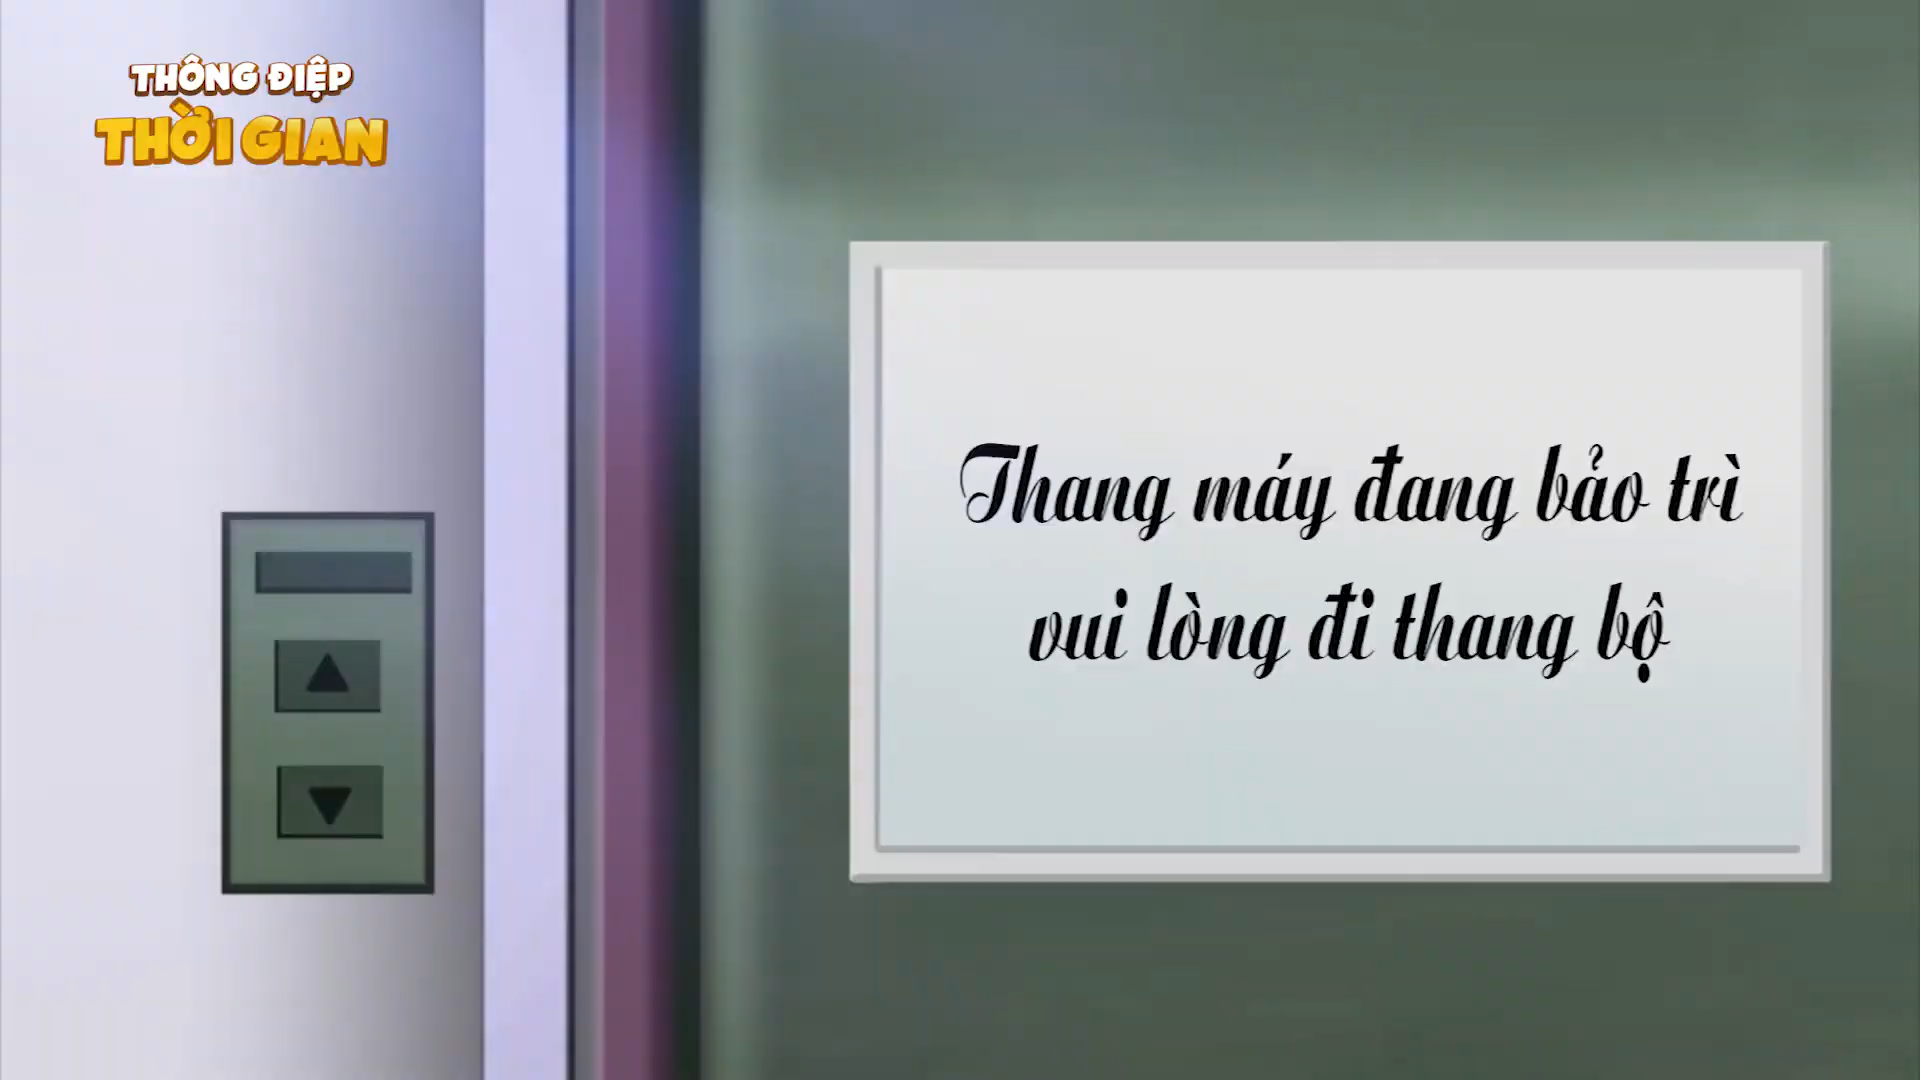 THÔNG ĐIỆP
THỜI GIAN
Thang máy đang bảo trì
vui lòng đi thang bộ